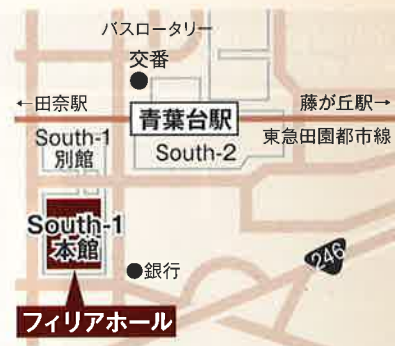 バスロータリー
交番
←田奈駅
青葉台駅
藤が丘駅→
東急田園都市線
South-1
別館
South-2
South-1
本館
銀行
246
フィリアホール